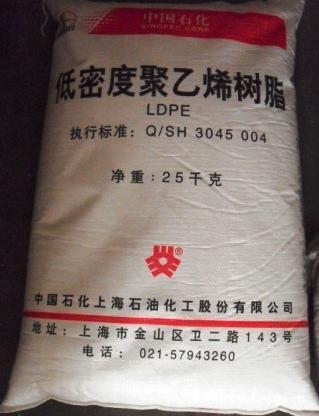 中国石化
SINOPEC CORP.
低密度聚乙烯树脂
LDPE
执行标准：Q/SH 3045 004
净重：25千克
中国石化上海石油化工股份有限公司
地址：上海市金山区卫二路143号
电话：021-57943260